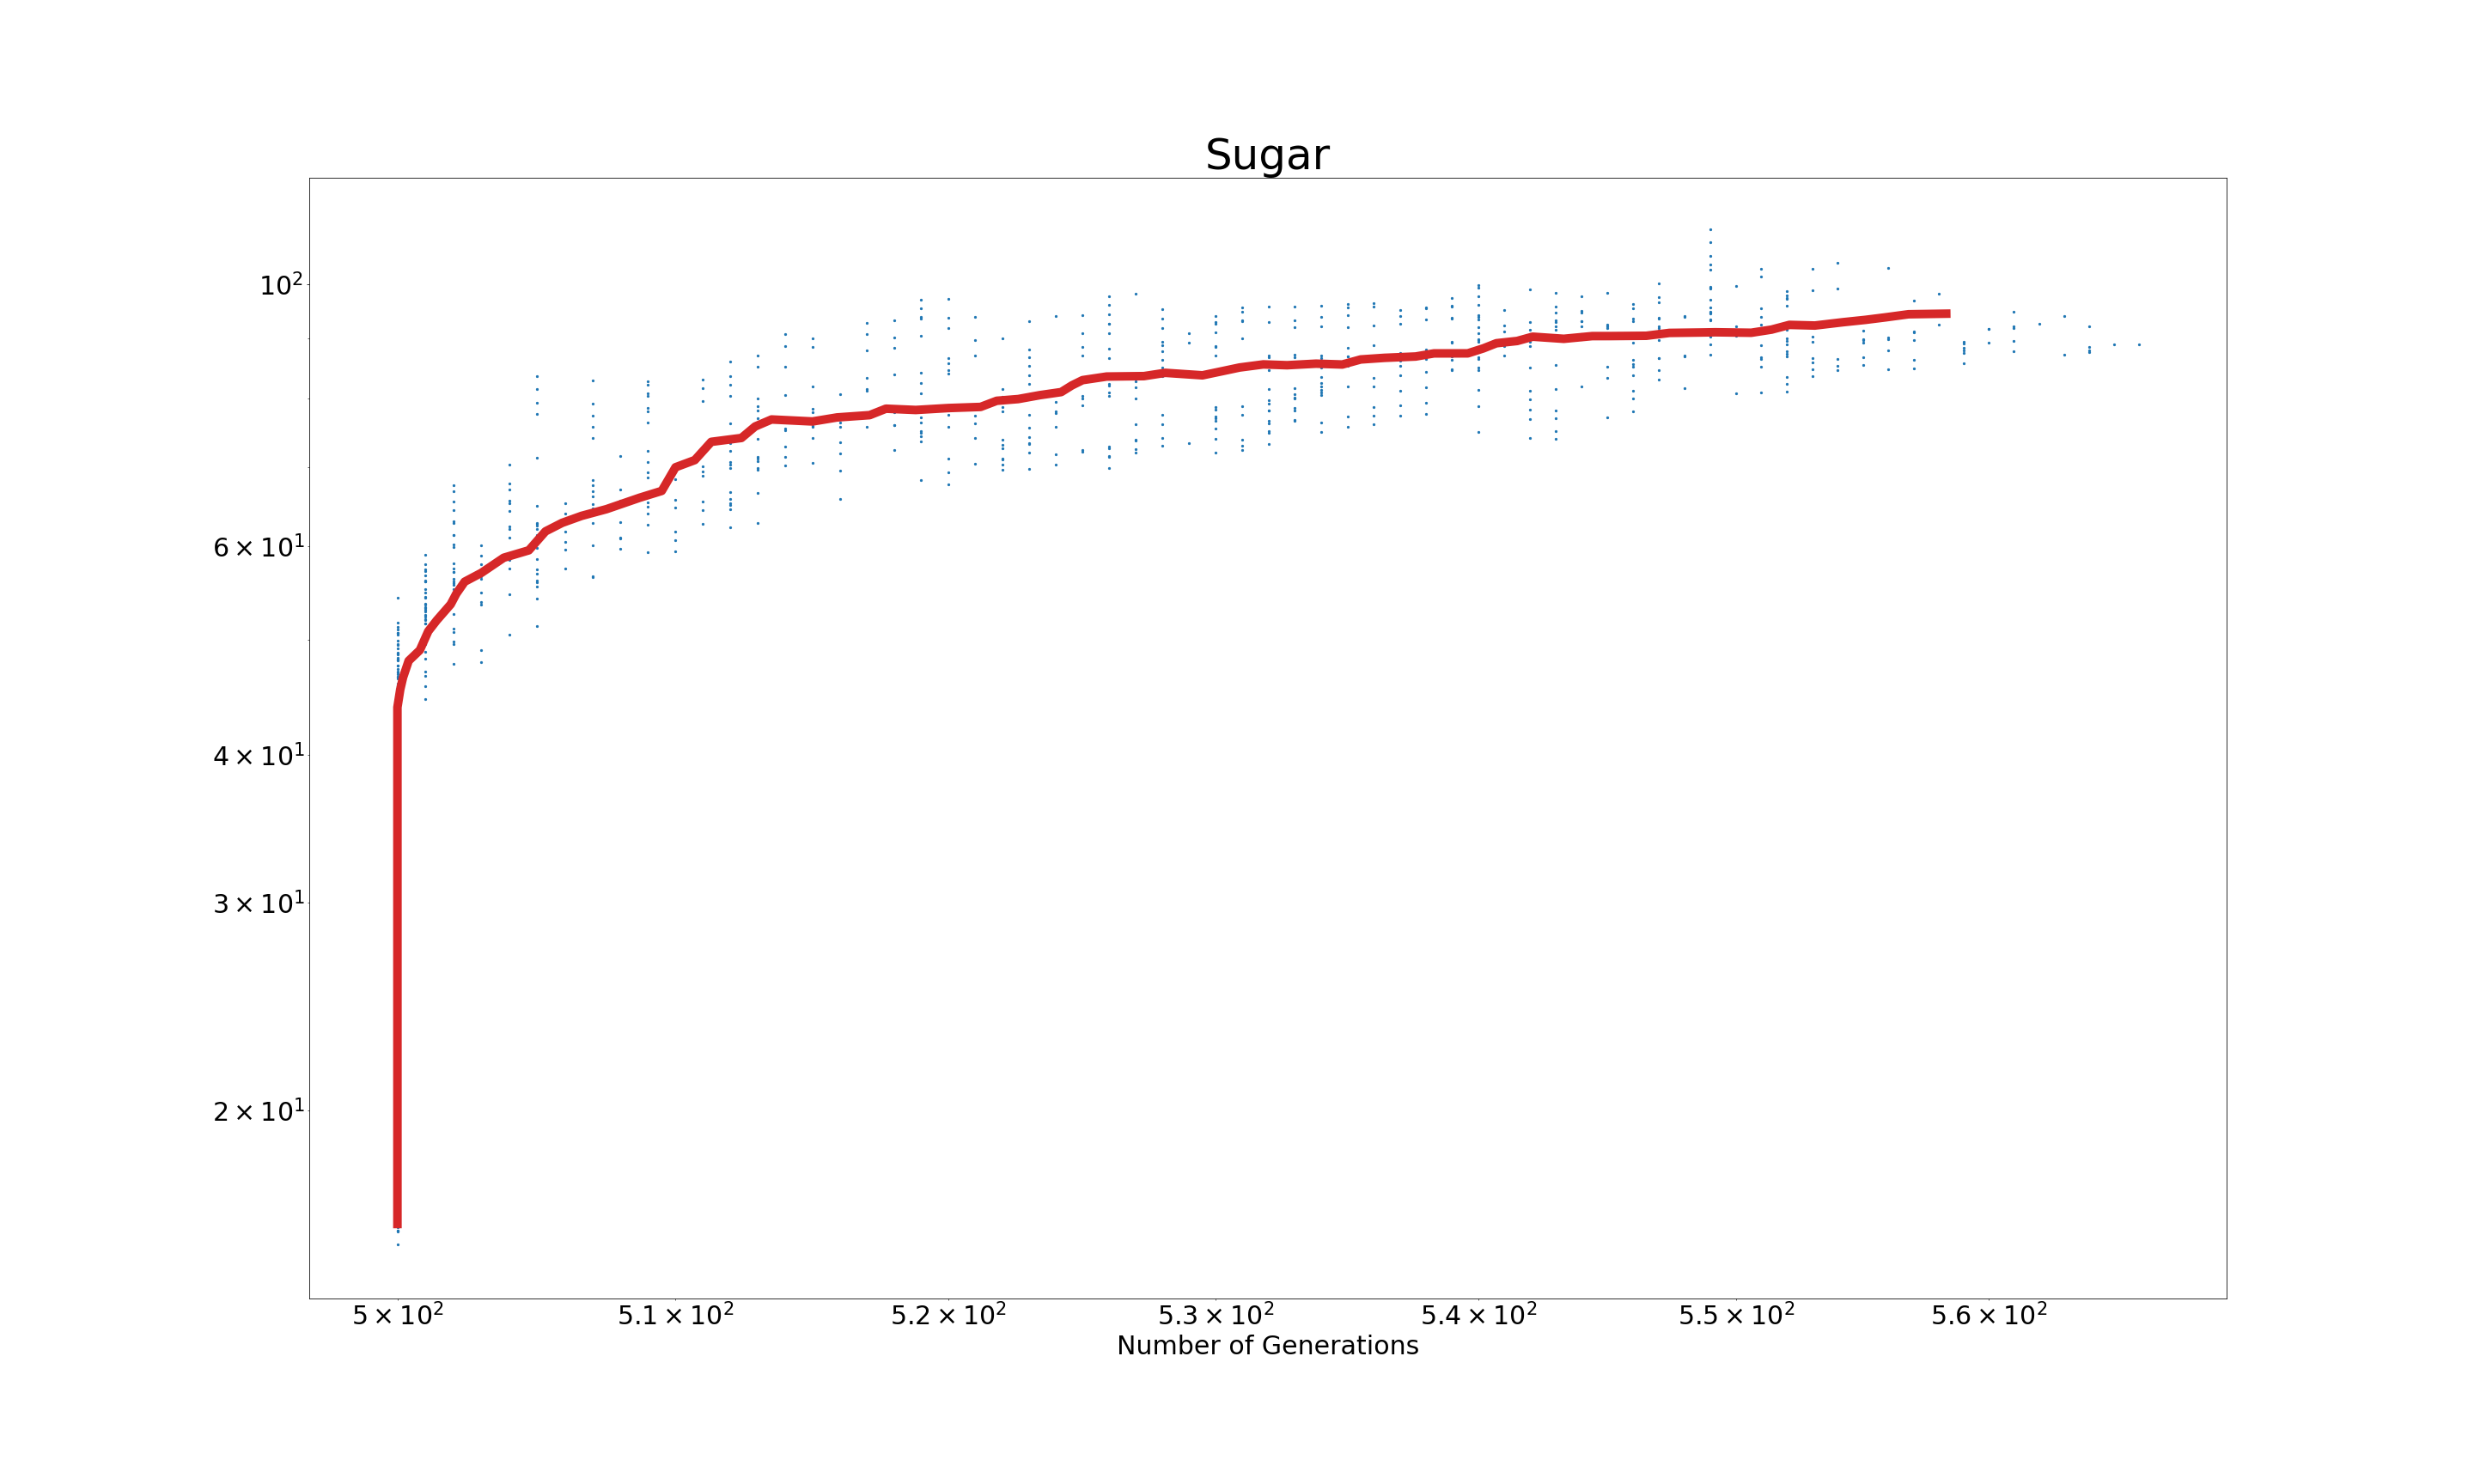 Sugar
10²
6 × 10¹
4 × 10¹
3 × 10¹
2 × 10¹
5 × 10² 5.1 × 10² 5.2 × 10² 5.3 × 10² 5.4 × 10² 5.5 × 10² 5.6 × 10²
Number of Generations